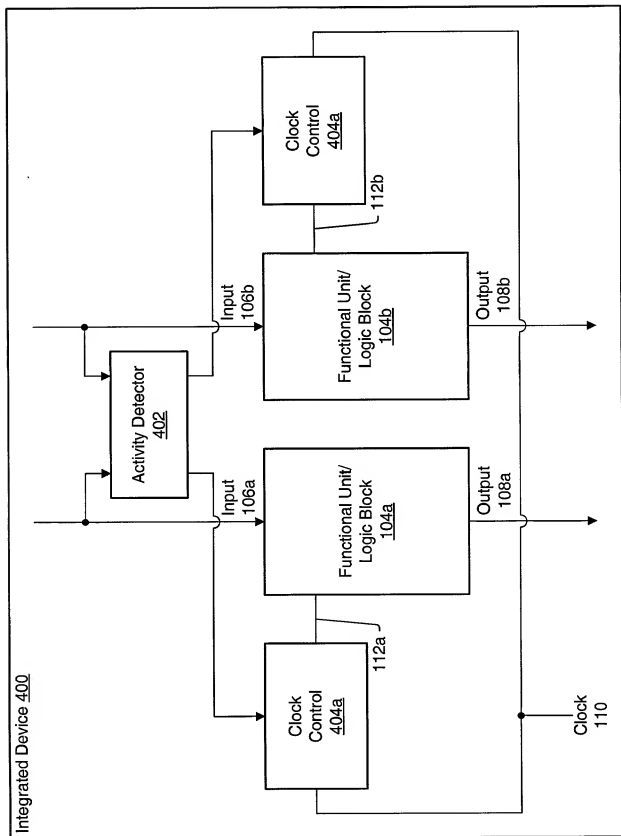 Integrated Device 400
Activity Detector
402
Input
106a
Input
106b
Clock
Control
404a
Functional Unit/
Logic Block
104a
Functional Unit/
Logic Block
104b
Clock
Control
404a
112a
112b
Output
108a
Output
108b
Clock
110